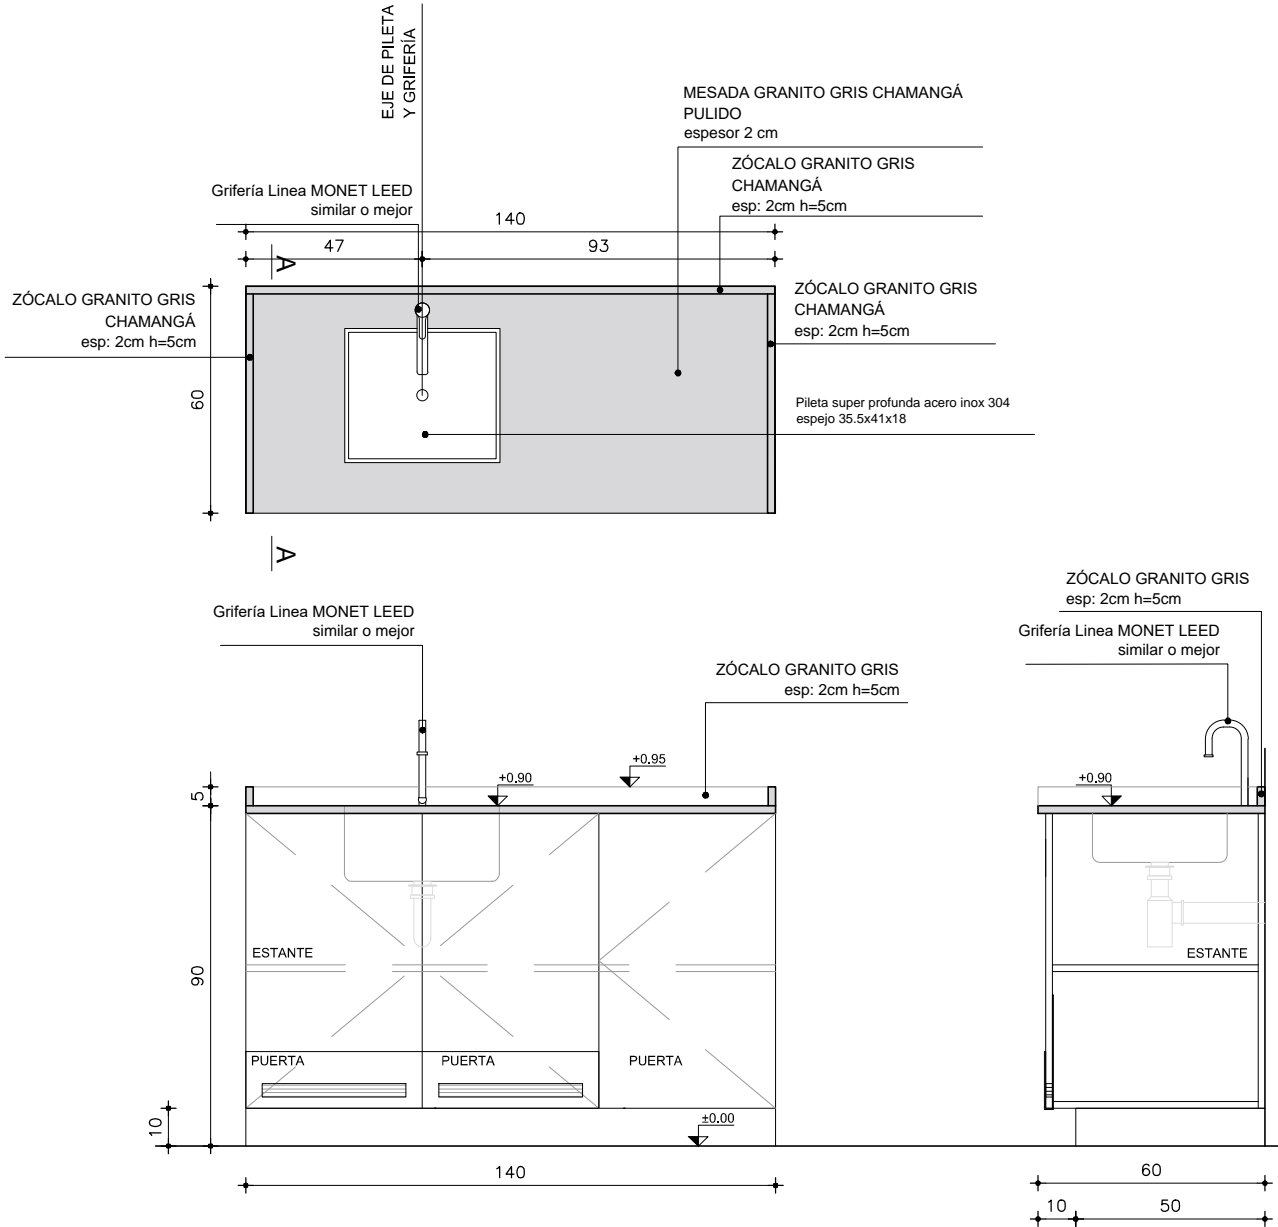 EJE DE PILETA
Y GRIFERÍA
MESADA GRANITO GRIS CHAMANGÁ
PULIDO
espesor 2 cm
ZÓCALO GRANITO GRIS
CHAMANGÁ
esp: 2cm h=5cm
Grifería Linea MONET LEED
similar o mejor
140
47
93
A
ZÓCALO GRANITO GRIS
CHAMANGÁ
esp: 2cm h=5cm
ZÓCALO GRANITO GRIS
CHAMANGÁ
esp: 2cm h=5cm
60
Pileta super profunda acero inox 304
espejo 35.5x41x18
A
Grifería Linea MONET LEED
similar o mejor
ZÓCALO GRANITO GRIS
esp: 2cm h=5cm
+0.95
+0.90
5
90
ESTANTE
PUERTA
PUERTA
PUERTA
10
±0.00
140
ZÓCALO GRANITO GRIS
esp: 2cm h=5cm
Grifería Linea MONET LEED
similar o mejor
+0.90
ESTANTE
60
10
50